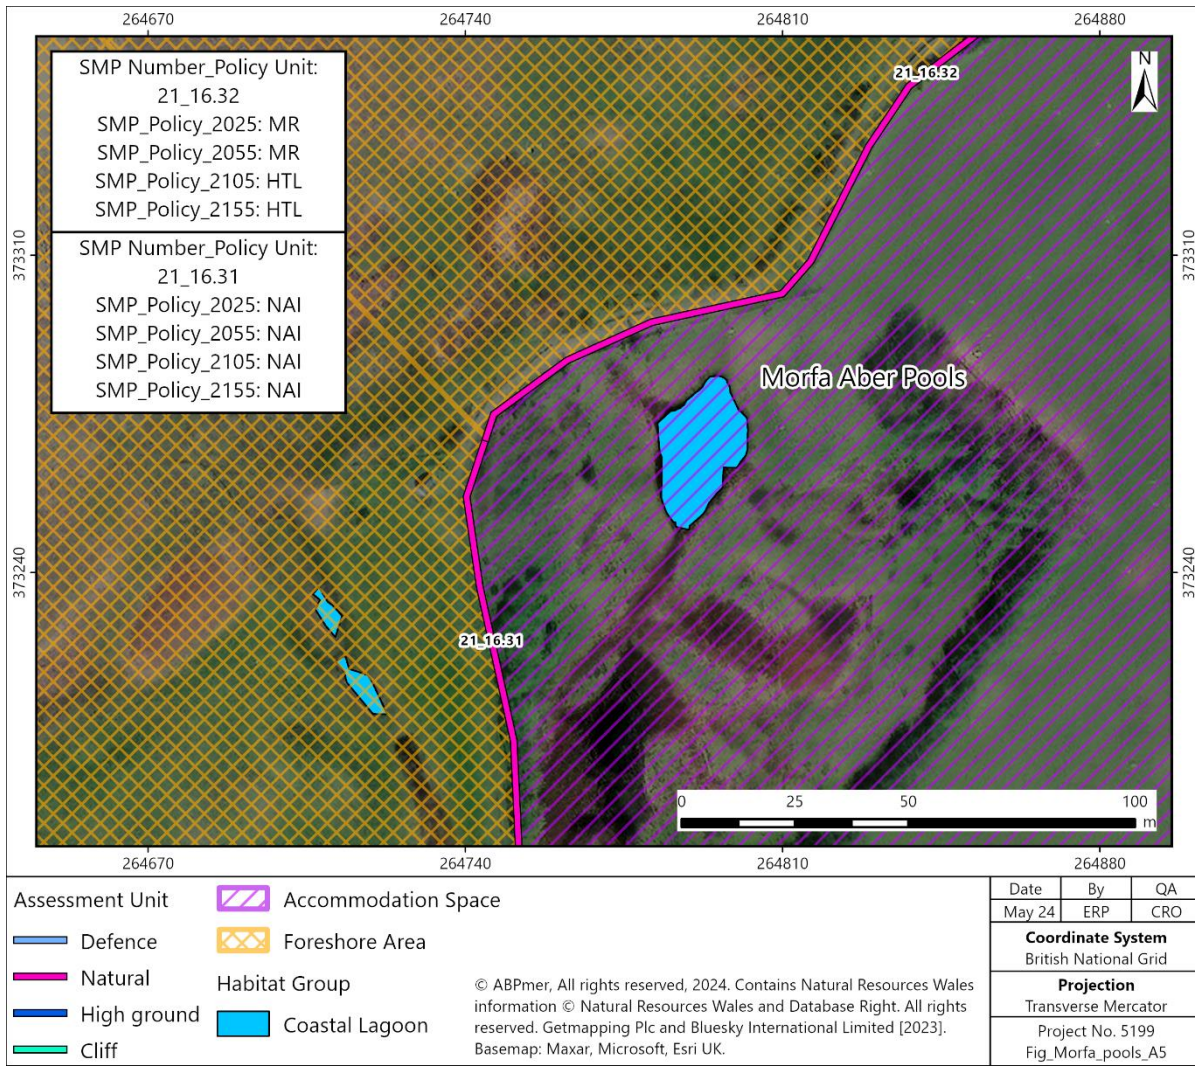 264670
264740
264810
264880
SMP Number_Policy Unit:
21_16.32
SMP_Policy_2025: MR
SMP_Policy_2055: MR
SMP_Policy_2105: HTL
SMP_Policy_2155: HTL
SMP Number_Policy Unit:
21_16.31
SMP_Policy_2025: NAI
SMP_Policy_2055: NAI
SMP_Policy_2105: NAI
SMP_Policy_2155: NAI
21_16.32
N
373310
373310
Morfa Aber Pools
373240
373240
21_16.31
0 25 50 100
m
264670
264740
264810
264880
Assessment Unit
Defence
Natural
High ground
Cliff
Accommodation Space
Foreshore Area
Habitat Group
Coastal Lagoon
© ABPmer, All rights reserved, 2024. Contains Natural Resources Wales
information © Natural Resources Wales and Database Right. All rights
reserved. Getmapping Plc and Bluesky International Limited [2023].
Basemap: Maxar, Microsoft, Esri UK.
Date By QA
May 24 ERP CRO
Coordinate System
British National Grid
Projection
Transverse Mercator
Project No. 5199
Fig_Morfa_pools_A5